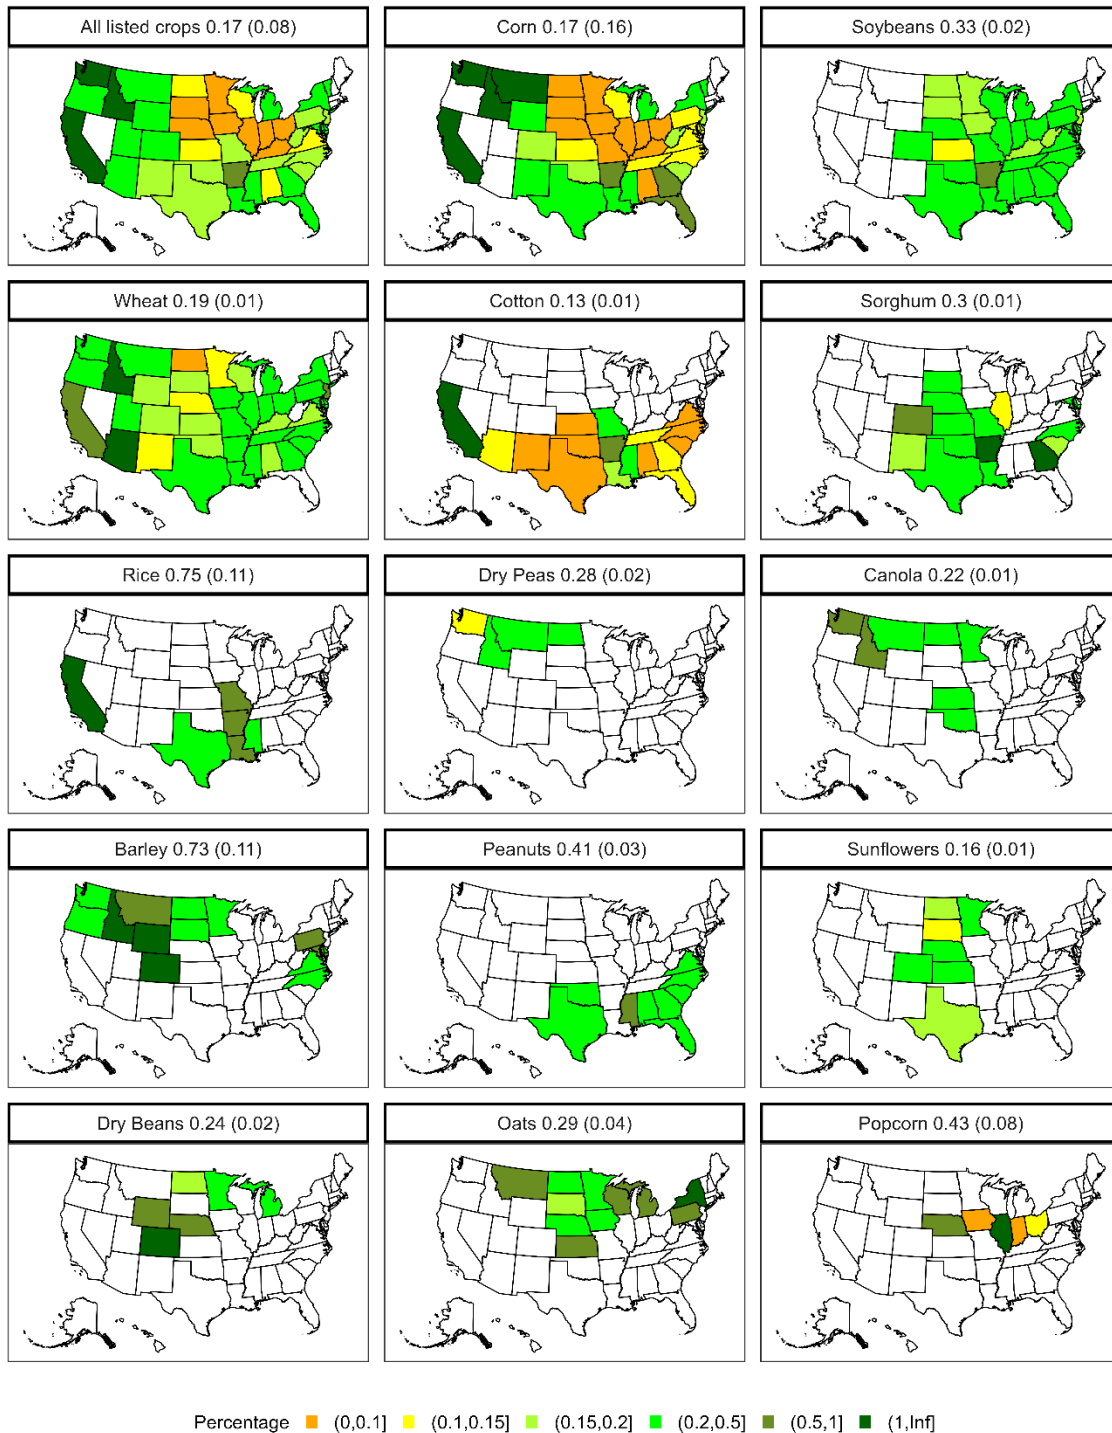 All listed crops 0.17 (0.08)
Corn 0.17 (0.16)
Soybeans 0.33 (0.02)
Wheat 0.19 (0.01)
Cotton 0.13 (0.01)
Sorghum 0.3 (0.01)
Rice 0.75 (0.11)
Dry Peas 0.28 (0.02)
Canola 0.22 (0.01)
Barley 0.73 (0.11)
Peanuts 0.41 (0.03)
Sunflowers 0.16 (0.01)
Dry Beans 0.24 (0.02)
Oats 0.29 (0.04)
Popcorn 0.43 (0.08)
Percentage (0,0.1] (0.1,0.15] (0.15,0.2] (0.2,0.5] (0.5,1] (1,Inf]